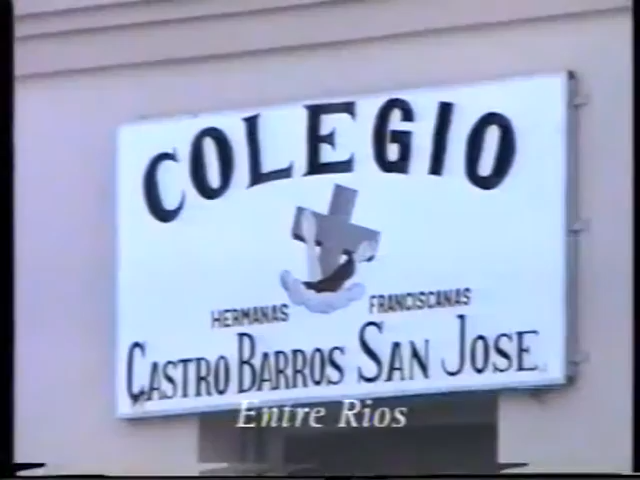 COLEGIO
HERMANAS FRANCISCANAS
CASTRO BARROS SAN JOSE
Entre Rios